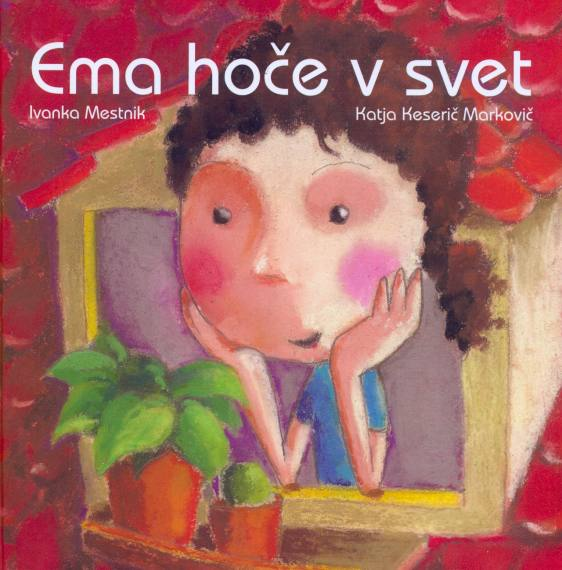 Ema hoče v svet
Ivanka Mestnik
Katja Keserič Markovič